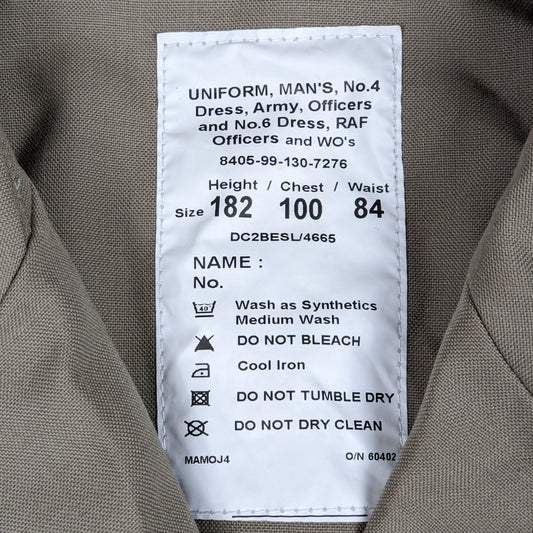 UNIFORM, MAN'S, No.4
Dress, Army, Officers
and No.6 Dress, RAF
Officers and WO's
8405-99-130-7276
Height / Chest / Waist
Size 182 100 84
DC2BESL/4665
NAME :
No.
40 Wash as Synthetics
Medium Wash
DO NOT BLEACH
Cool Iron
DO NOT TUMBLE DRY
DO NOT DRY CLEAN
MAMOJ4 O/N 60402